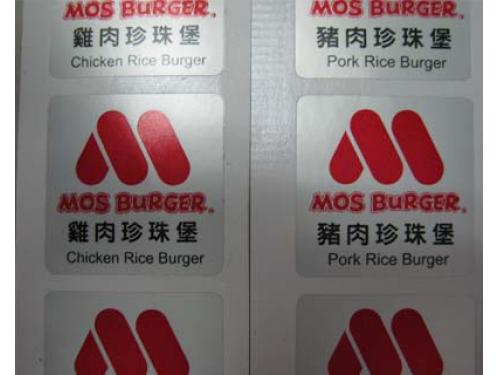 MOS BURGER
雞肉珍珠堡
Chicken Rice Burger
MOS BURGER®
雞肉珍珠堡
Chicken Rice Burger
MOS BURGER
豬肉珍珠堡
Pork Rice Burger
MOS BURGER®
豬肉珍珠堡
Pork Rice Burger